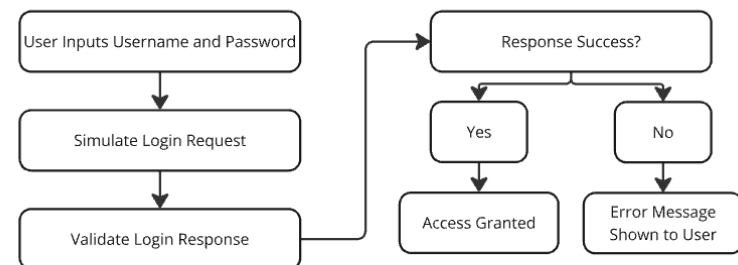 User Inputs Username and Password
Simulate Login Request
Validate Login Response
Response Success?
Yes
No
Access Granted
Error Message
Shown to User